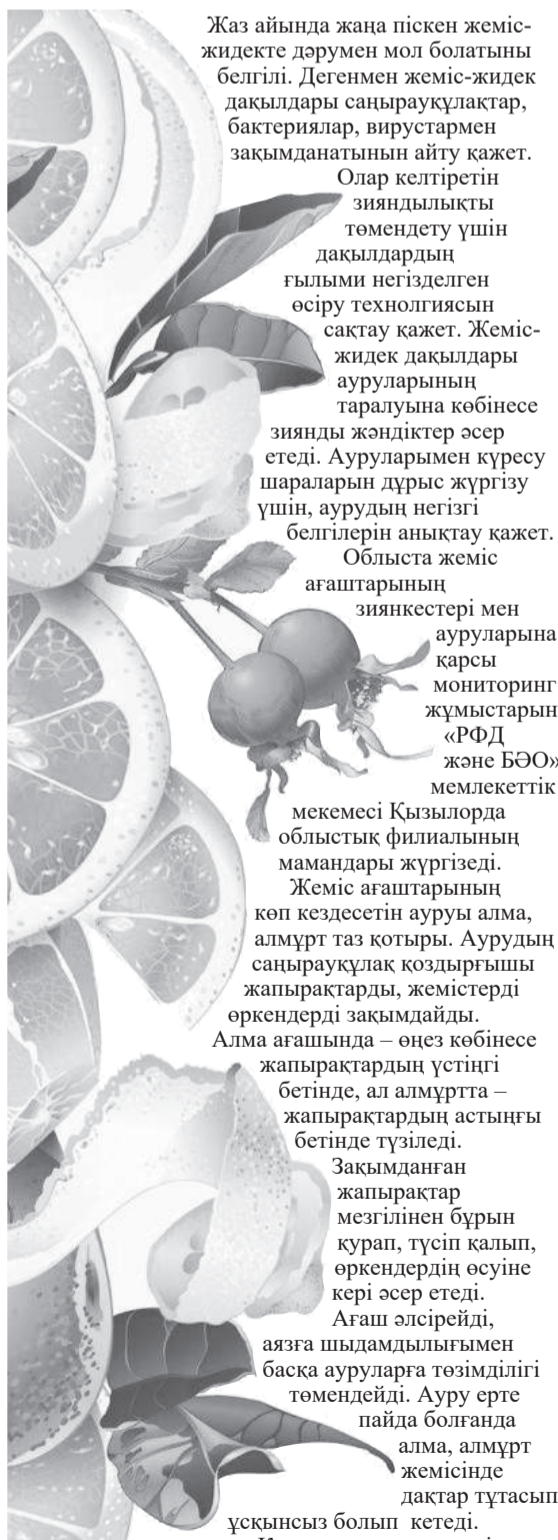 Жаз айында жаңа піскен жеміс-
жидекте дәрумен мол болатыны
белгілі. Дегенмен жеміс-жидек
дақылдары саңырауқұлақтар,
бактериялар, вирустармен
зақымданатынын айту қажет.
Олар келтіретін
зияндылықты
төмендету үшін
дақылдардың
ғылыми негізделген
өсіру технолгиясын
сақтау қажет. Жеміс-
жидек дақылдары
ауруларының
таралуына көбінесе
зиянды жәндіктер әсер
етеді. Ауруларымен күресу
шараларын дұрыс жүргізу
үшін, аурудың негізгі
белгілерін анықтау қажет.
Облыста жеміс
ағаштарының
зиянкестері мен
ауруларына
қарсы
мониторинг
жұмыстарын
«РФД
және БӘО»
мемлекеттік
мекемесі Қызылорда
облыстық филиалының
мамандары жүргізеді.
Жеміс ағаштарының
көп кездесетін ауруы алма,
алмұрт таз қотыры. Аурудың
саңырауқұлақ қоздырғышы
жапырақтарды, жемістерді
өркендерді зақымдайды.
Алма ағашында – өңез көбінесе
жапырақтардың үстіңгі
бетінде, ал алмұртта –
жапырақтардың астыңғы
бетінде түзіледі.
Зақымданған
жапырақтар
мезгілінен бұрын
қурап, түсіп қалып,
өркендердің өсуіне
кері әсер етеді.
Ағаш әлсірейді,
аязға шыдамдылығымен
басқа ауруларға төзімділігі
төмендейді. Ауру ерте
пайда болғанда
алма, алмұрт
жемісінде
дақтар тұтасып
ұсқынсыз болып кетеді.